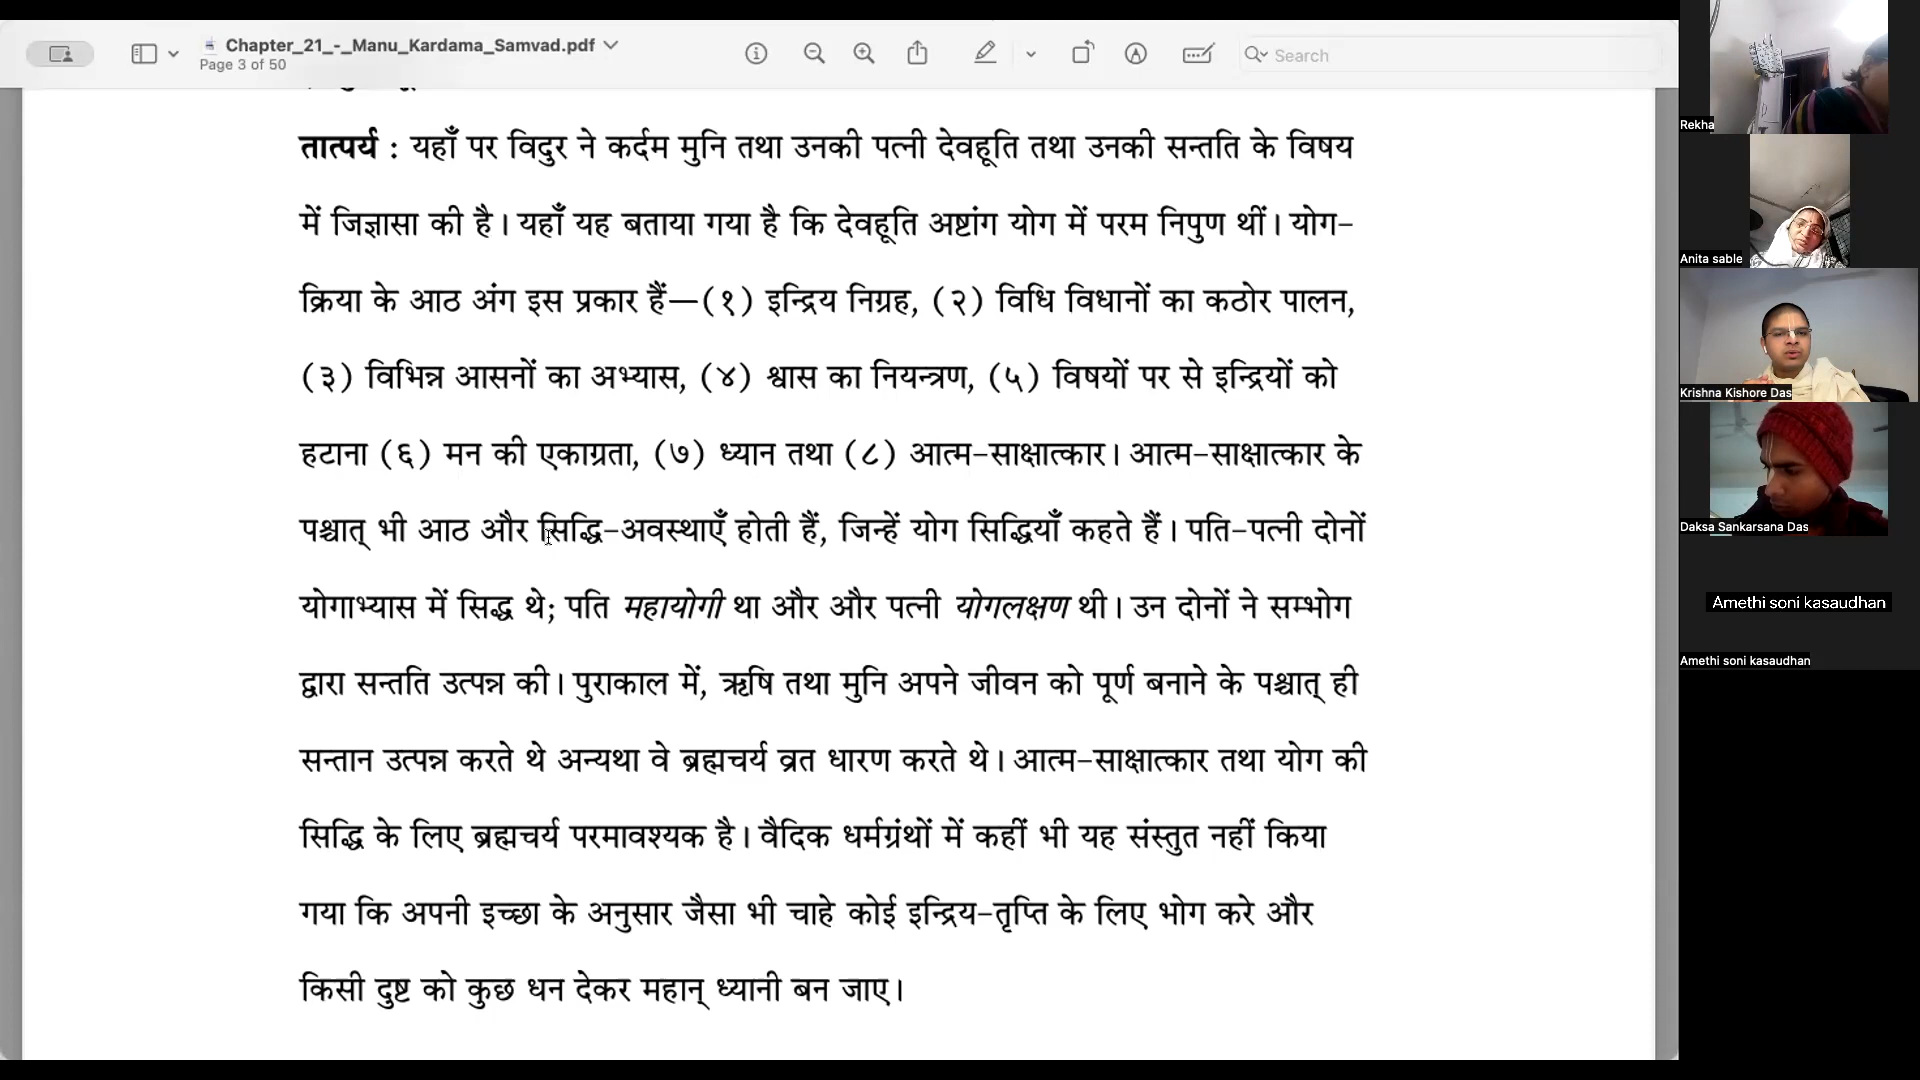 Chapter_21_-_Manu_Kardama_Samvad.pdf
Page 3 of 50
Search
तात्पर्य : यहाँ पर विदुर ने कर्दम मुनि तथा उनकी पत्नी देवहूति तथा उनकी सन्तति के विषय
में जिज्ञासा की है। यहाँ यह बताया गया है कि देवहूति अष्टांग योग में परम निपुण थीं। योग-
क्रिया के आठ अंग इस प्रकार हैं—(१) इन्द्रिय निग्रह, (२) विधि विधानों का कठोर पालन,
(३) विभिन्न आसनों का अभ्यास, (४) श्वास का नियन्त्रण, (५) विषयों पर से इन्द्रियों को
हटाना (६) मन की एकाग्रता, (७) ध्यान तथा (८) आत्म-साक्षात्कार। आत्म-साक्षात्कार के
पश्चात् भी आठ और सिद्धि-अवस्थाएँ होती हैं, जिन्हें योग सिद्धियाँ कहते हैं। पति-पत्नी दोनों
योगाभ्यास में सिद्ध थे; पति महायोगी था और और पत्नी योगलक्षण थी। उन दोनों ने सम्भोग
द्वारा सन्तति उत्पन्न की। पुराकाल में, ऋषि तथा मुनि अपने जीवन को पूर्ण बनाने के पश्चात् ही
सन्तान उत्पन्न करते थे अन्यथा वे ब्रह्मचर्य व्रत धारण करते थे। आत्म-साक्षात्कार तथा योग की
सिद्धि के लिए ब्रह्मचर्य परमावश्यक है। वैदिक धर्मग्रंथों में कहीं भी यह संस्तुत नहीं किया
गया कि अपनी इच्छा के अनुसार जैसा भी चाहे कोई इन्द्रिय-तृप्ति के लिए भोग करे और
किसी दुष्ट को कुछ धन देकर महान् ध्यानी बन जाए।
Rekha
Anita sable
Krishna Kishore Das
Daksa Sankarsana Das
Amethi soni kasaudhan
Amethi soni kasaudhan